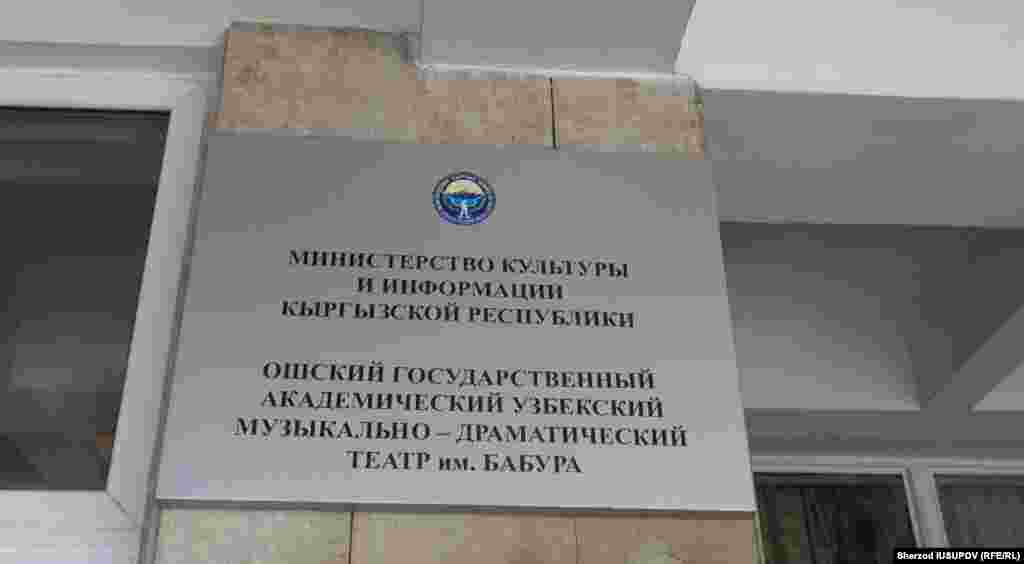 МИНИСТЕРСТВО КУЛЬТУРЫ
И ИНФОРМАЦИИ
КЫРГЫЗСКОЙ РЕСПУБЛИКИ
ОШСКИЙ ГОСУДАРСТВЕННЫЙ
АКАДЕМИЧЕСКИЙ УЗБЕКСКИЙ
МУЗЫКАЛЬНО – ДРАМАТИЧЕСКИЙ
ТЕАТР им. БАБУРА
Sherzod IUSUPOV (RFE/RL)